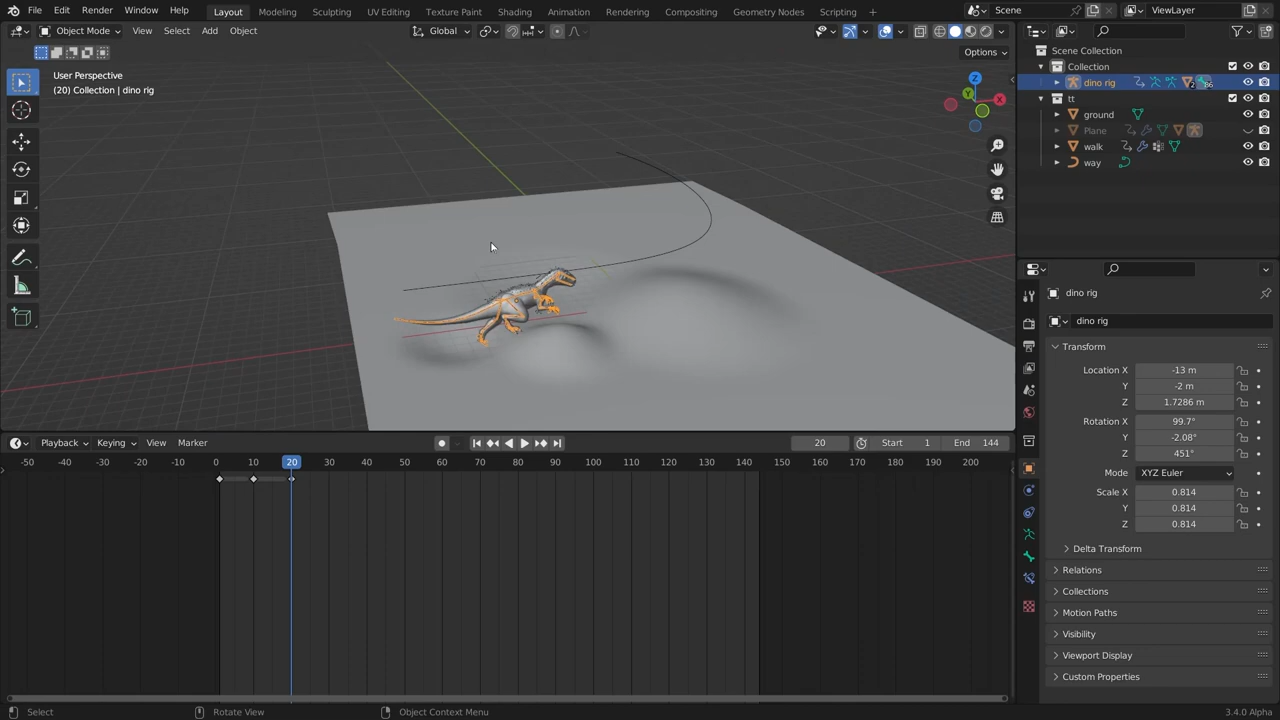 File Edit Render Window Help Layout Modeling Sculpting UV Editing Texture Paint Shading Animation Rendering Compositing Geometry Nodes Scripting + Scene ViewLayer
Object Mode View Select Add Object Global
Options
User Perspective
(20) Collection | dino rig
Z
Y
X
Scene Collection
Collection
dino rig 2 86
tt
ground
Plane
walk
way
dino rig
dino rig
Transform
Location X -13 m
Y -2 m
Z 1.7286 m
Rotation X 99.7°
Y -2.08°
Z 451°
Mode XYZ Euler
Scale X 0.814
Y 0.814
Z 0.814
Delta Transform
Relations
Collections
Motion Paths
Visibility
Viewport Display
Custom Properties
Playback Keying View Marker 20 Start 1 End 144
-50 -40 -30 -20 -10 0 10 20 30 40 50 60 70 80 90 100 110 120 130 140 150 160 170 180 190 200
Select Rotate View Object Context Menu 3.4.0 Alpha